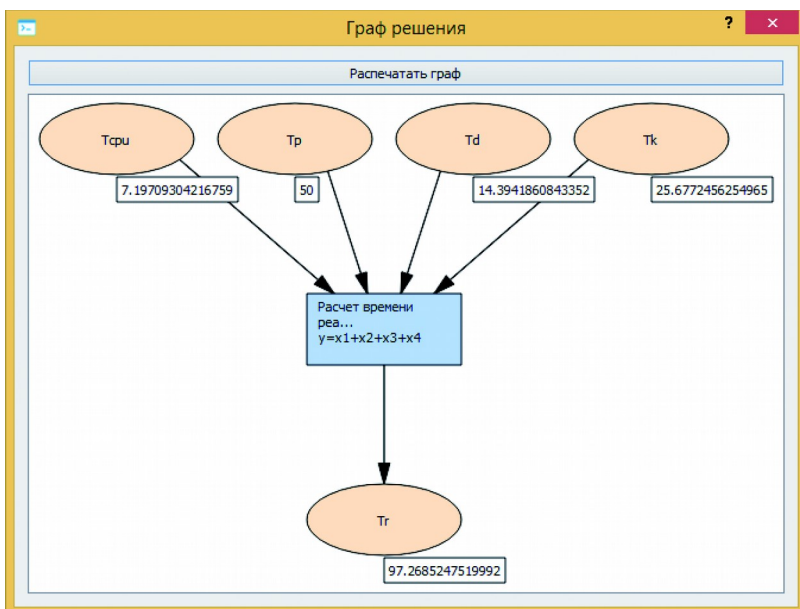 Граф решения
?
Распечатать граф
Tcpu
Tp
Td
Tk
7.19709304216759
50
14.3941860843352
25.6772456254965
Расчет времени
реа...
y=x1+x2+x3+x4
Tr
97.2685247519992